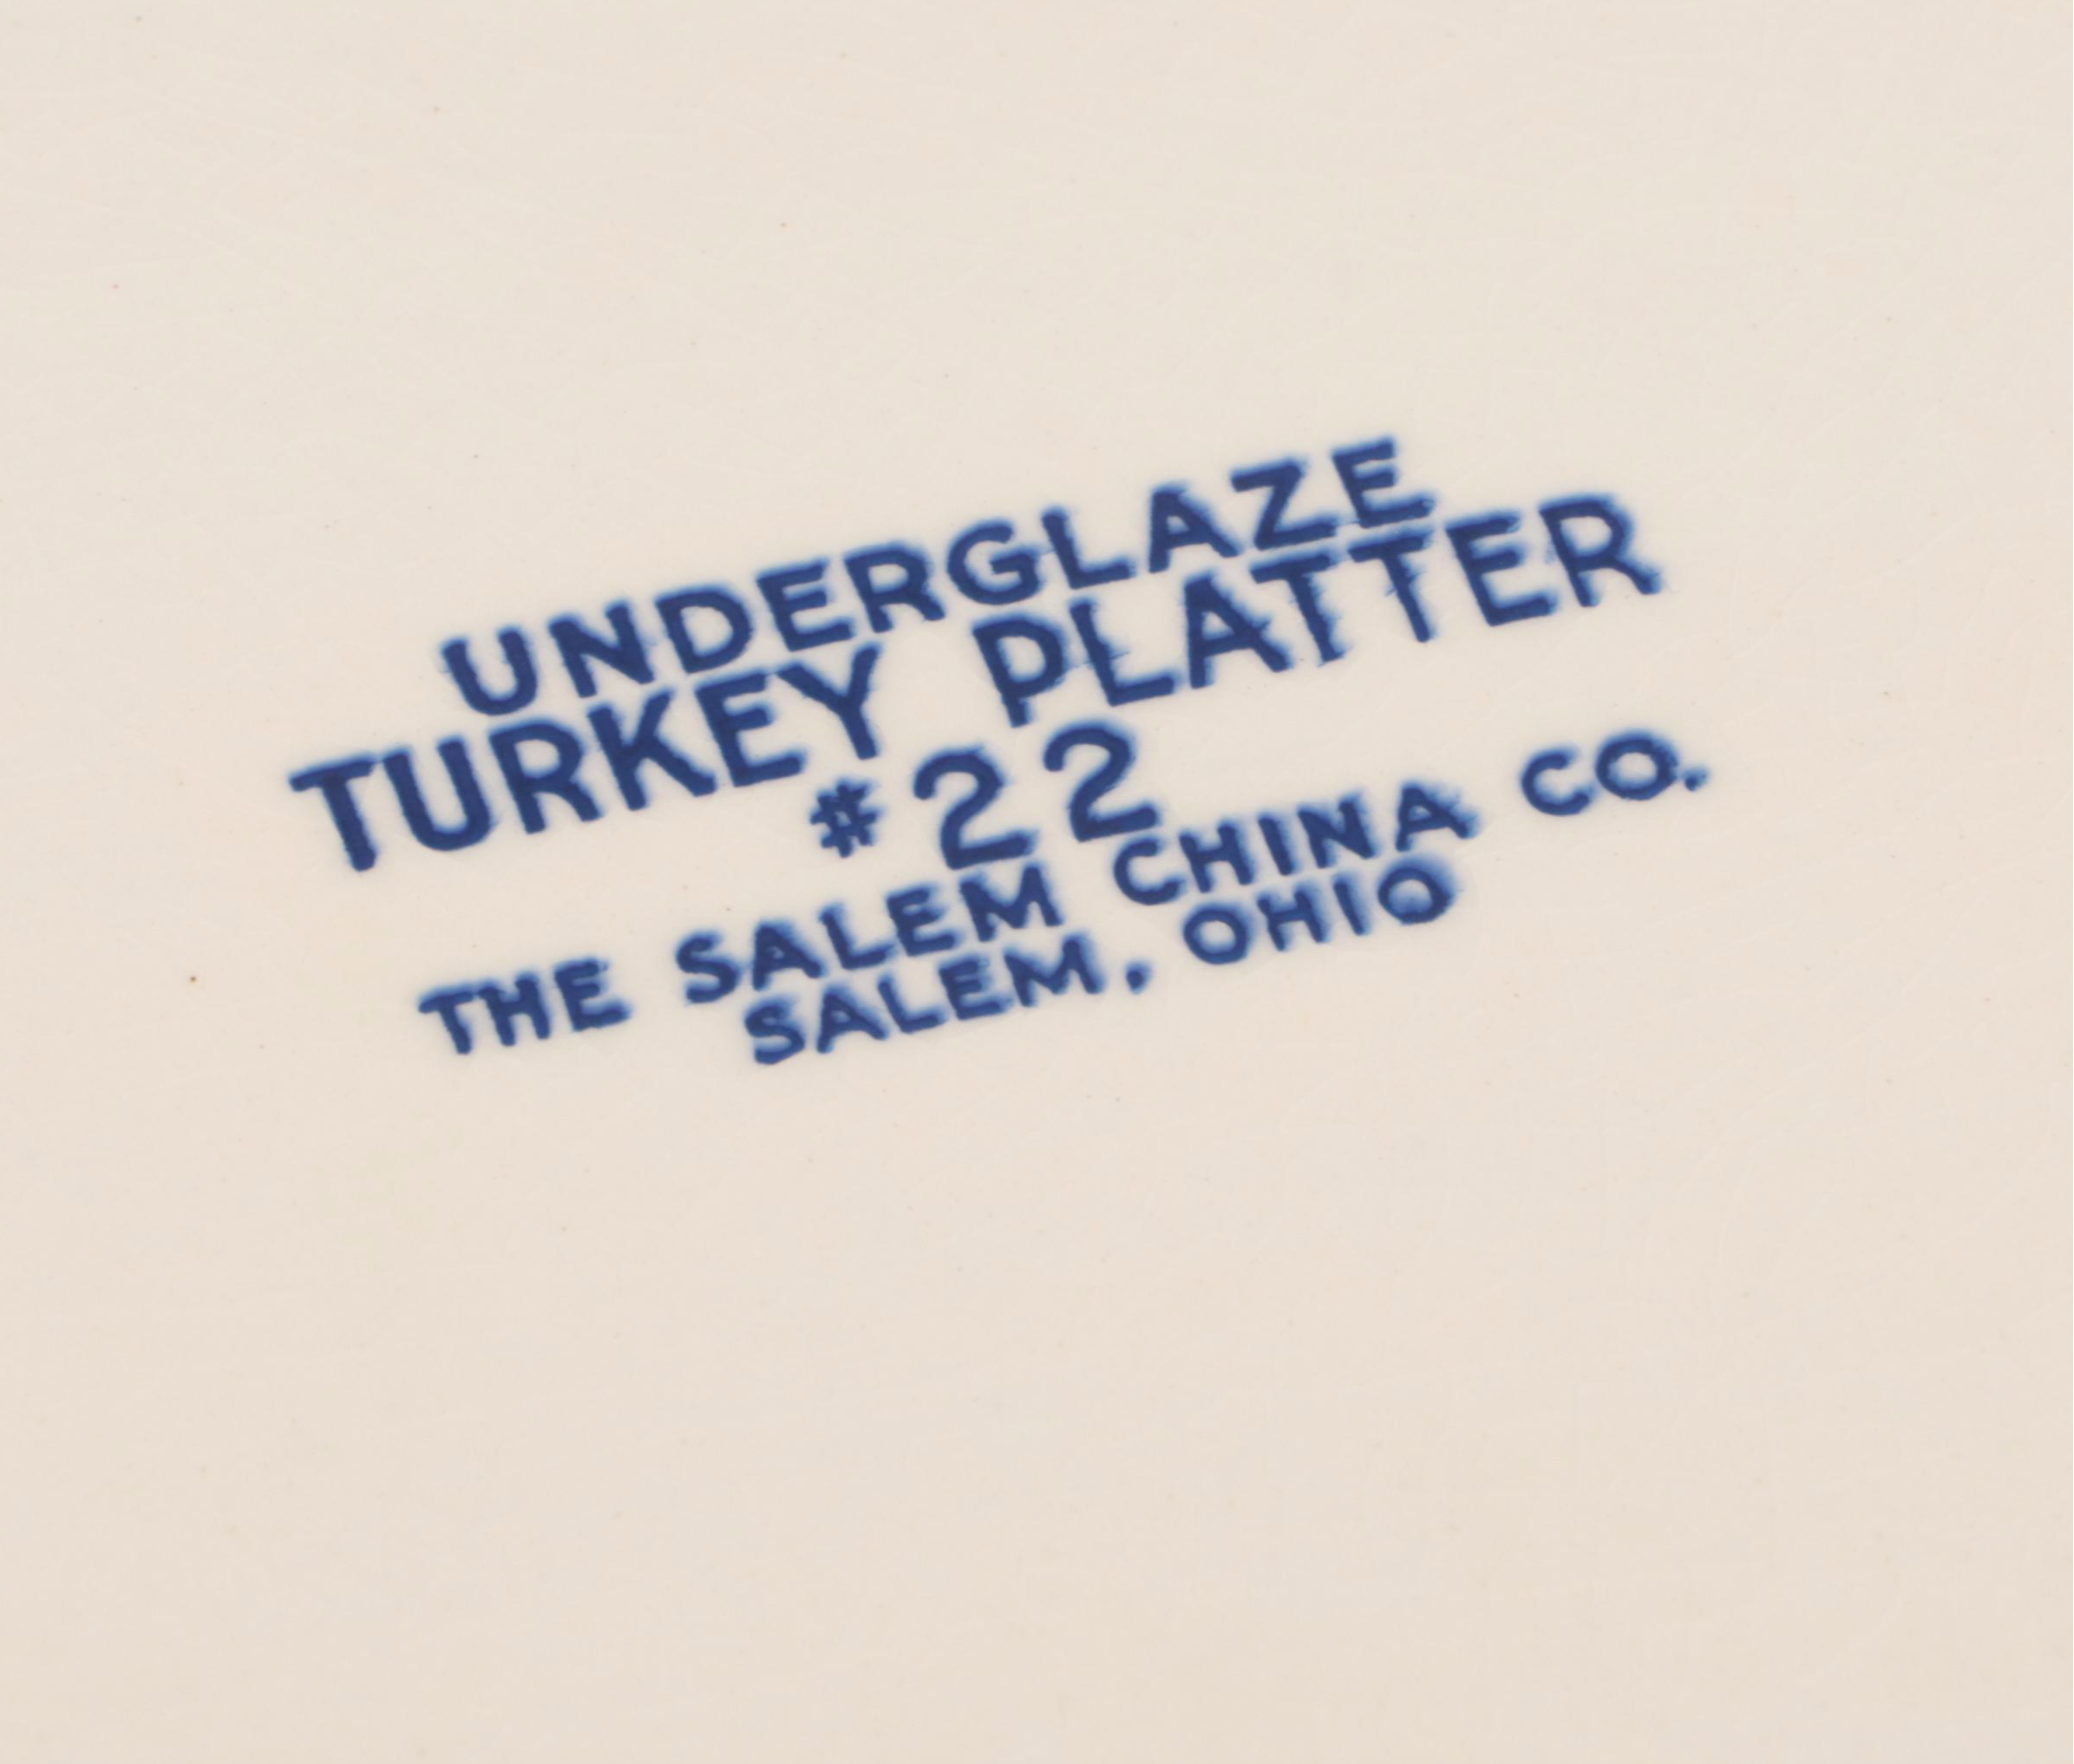 UNDERGLAZE
TURKEY PLATTER
#22
THE SALEM CHINA CO.
SALEM, OHIO